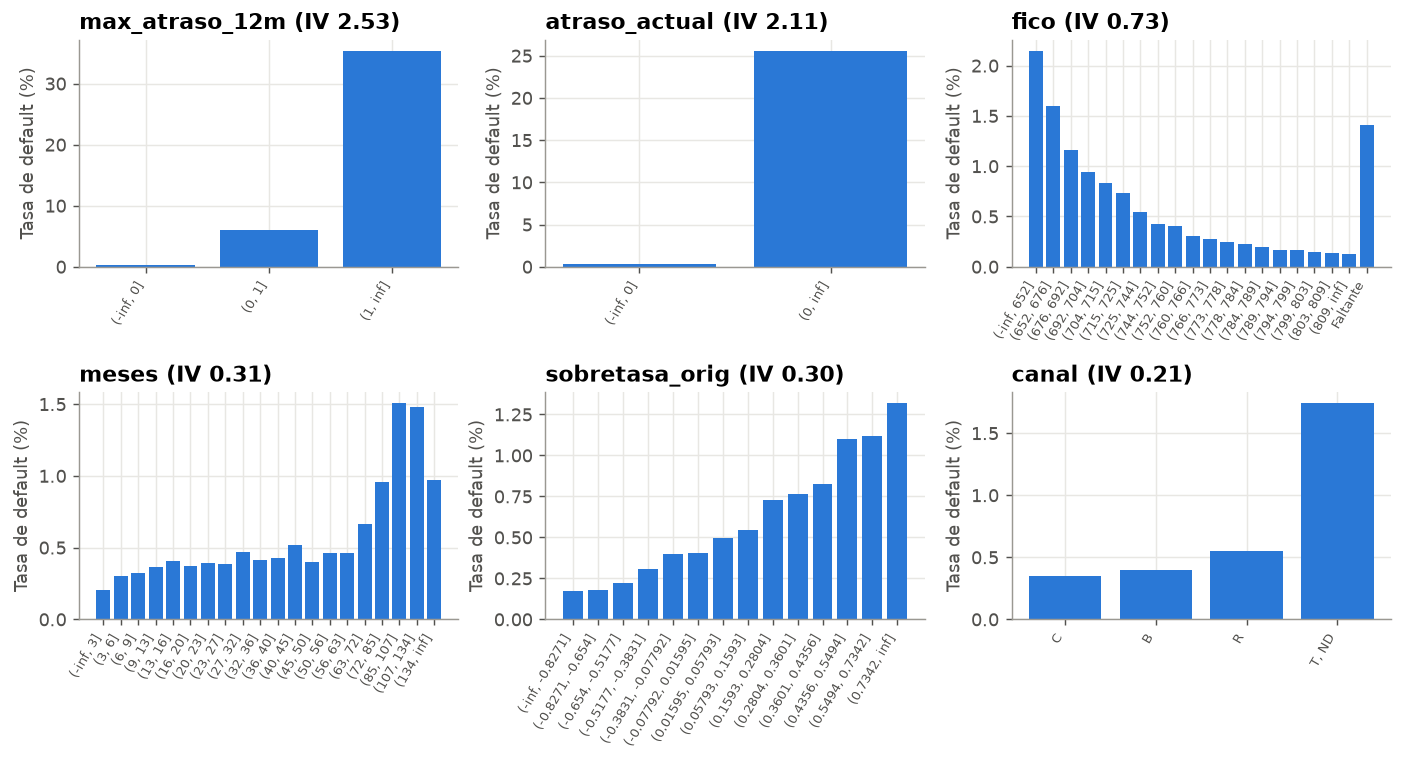 max_atraso_12m (IV 2.53)
Tasa de default (%)
30
20
10
0
(-inf, 0]
(0, 1]
(1, inf]
atraso_actual (IV 2.11)
Tasa de default (%)
25
20
15
10
5
0
(-inf, 0]
(0, inf]
fico (IV 0.73)
Tasa de default (%)
2.0
1.5
1.0
0.5
0.0
(-inf, 652]
(652, 676]
(676, 692]
(692, 704]
(704, 715]
(715, 725]
(725, 744]
(744, 752]
(752, 760]
(760, 766]
(766, 773]
(773, 778]
(778, 784]
(784, 789]
(789, 794]
(794, 799]
(799, 803]
(803, 809]
(809, inf]
Faltante
meses (IV 0.31)
Tasa de default (%)
1.5
1.0
0.5
0.0
(-inf, 3]
(3, 6]
(6, 9]
(9, 13]
(13, 16]
(16, 20]
(20, 23]
(23, 27]
(27, 32]
(32, 36]
(36, 40]
(40, 45]
(45, 50]
(50, 56]
(56, 63]
(63, 72]
(72, 85]
(85, 107]
(107, 134]
(134, inf]
sobretasa_orig (IV 0.30)
Tasa de default (%)
1.25
1.00
0.75
0.50
0.25
0.00
(-inf, -0.8271]
(-0.8271, -0.654]
(-0.654, -0.5177]
(-0.5177, -0.3831]
(-0.3831, -0.07792]
(-0.07792, 0.01595]
(0.01595, 0.05793]
(0.05793, 0.1593]
(0.1593, 0.2804]
(0.2804, 0.3601]
(0.3601, 0.4356]
(0.4356, 0.5494]
(0.5494, 0.7342]
(0.7342, inf]
canal (IV 0.21)
Tasa de default (%)
1.5
1.0
0.5
0.0
C
B
R
T, ND